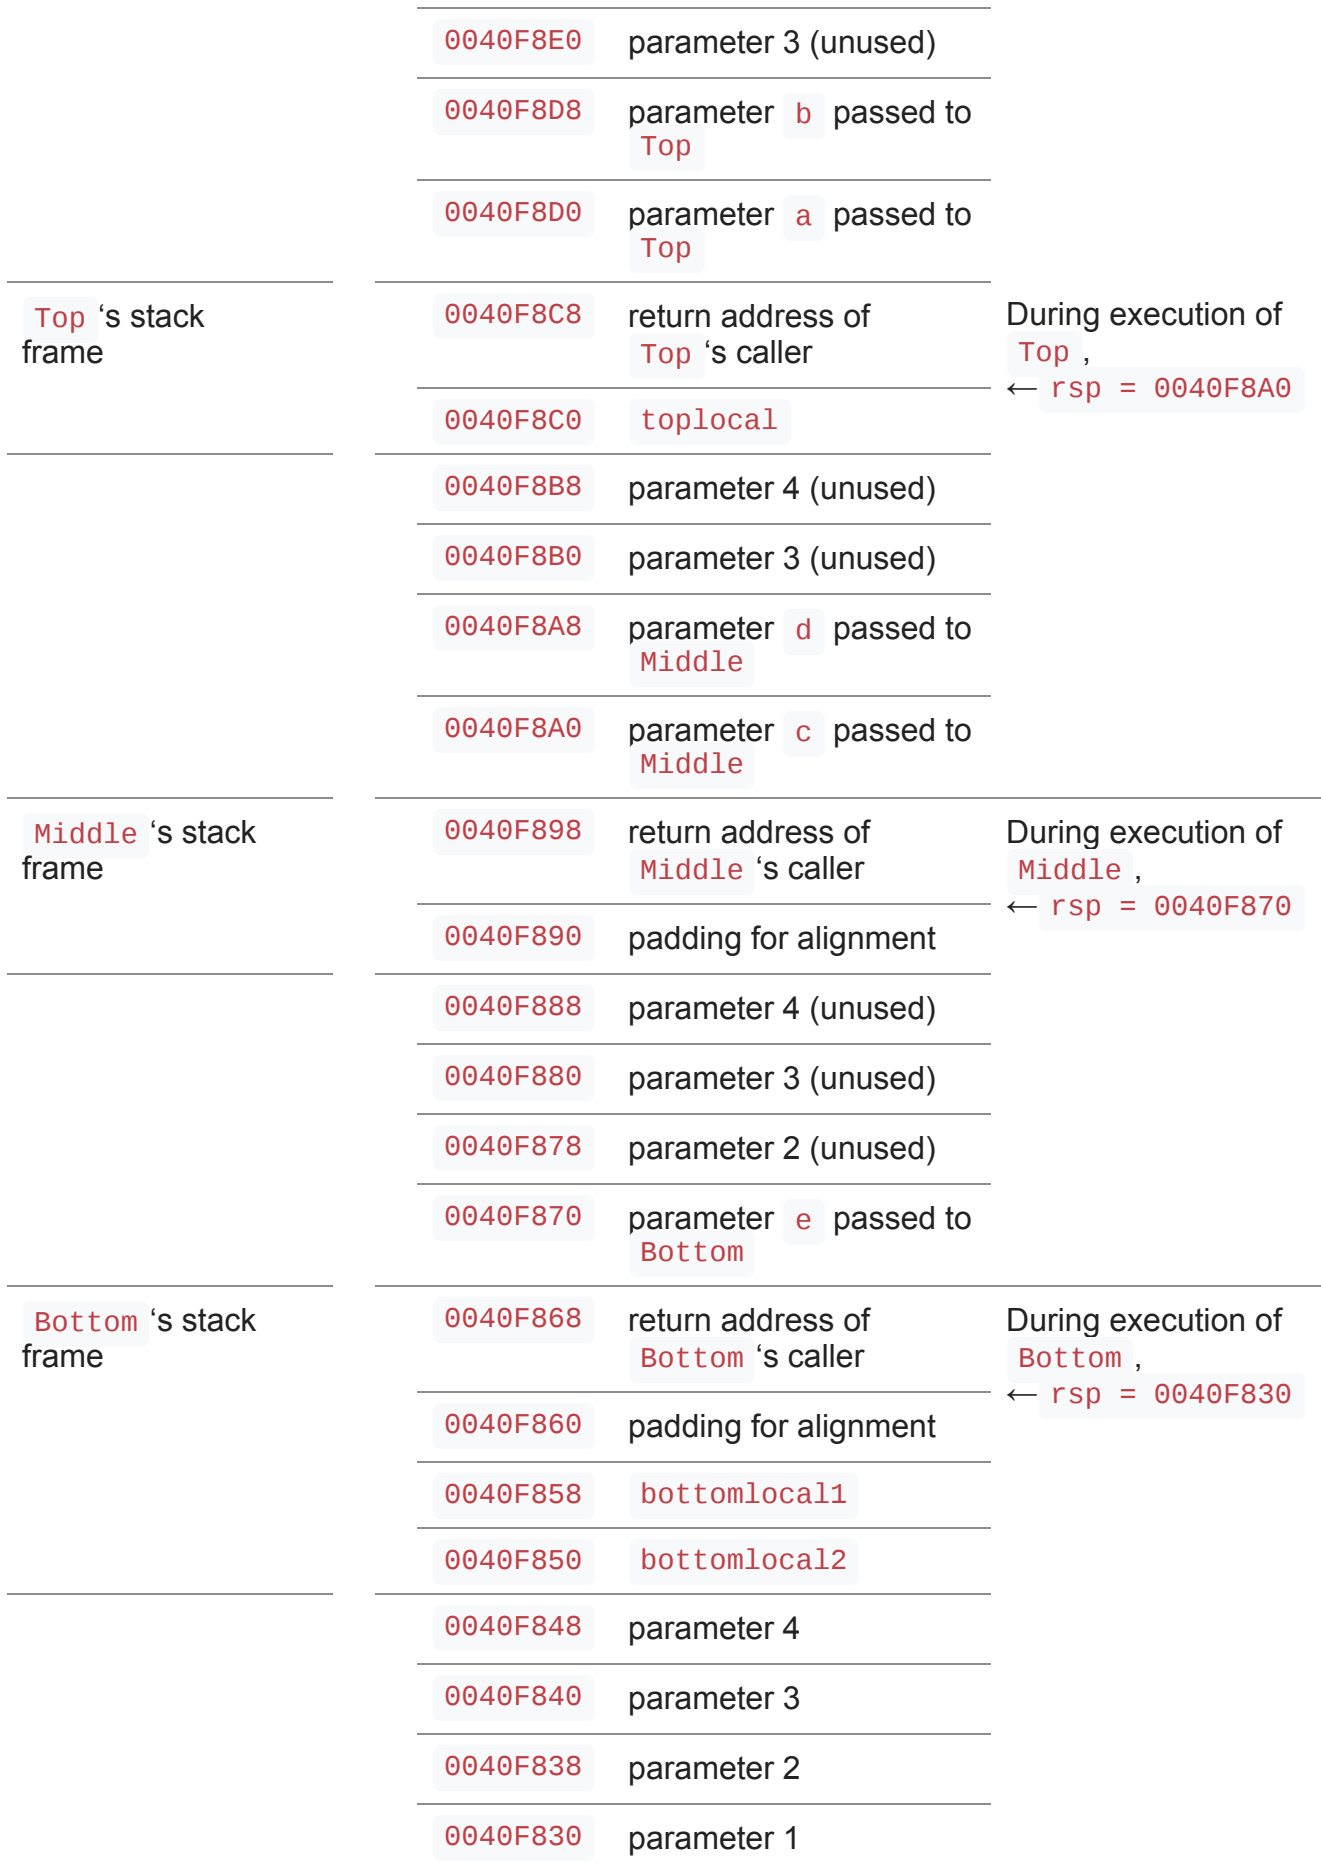 0040F8E0 parameter 3 (unused)
0040F8D8 parameter b passed to
Top
0040F8D0 parameter a passed to
Top
Top ‘s stack
frame
0040F8C8 return address of
Top ‘s caller
During execution of
Top ,
← rsp = 0040F8A0
0040F8C0 toplocal
0040F8B8 parameter 4 (unused)
0040F8B0 parameter 3 (unused)
0040F8A8 parameter d passed to
Middle
0040F8A0 parameter c passed to
Middle
Middle ‘s stack
frame
0040F898 return address of
Middle ‘s caller
During execution of
Middle ,
← rsp = 0040F870
0040F890 padding for alignment
0040F888 parameter 4 (unused)
0040F880 parameter 3 (unused)
0040F878 parameter 2 (unused)
0040F870 parameter e passed to
Bottom
Bottom ‘s stack
frame
0040F868 return address of
Bottom ‘s caller
During execution of
Bottom ,
← rsp = 0040F830
0040F860 padding for alignment
0040F858 bottomlocal1
0040F850 bottomlocal2
0040F848 parameter 4
0040F840 parameter 3
0040F838 parameter 2
0040F830 parameter 1